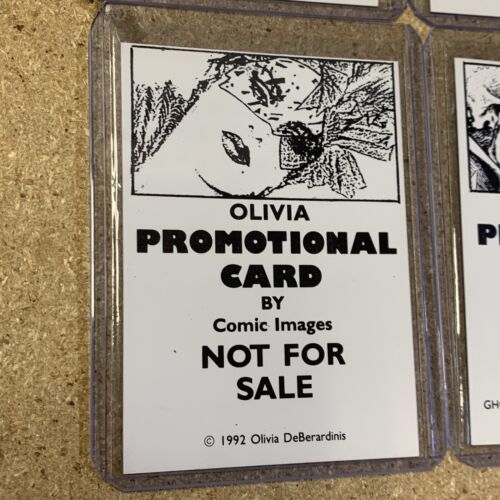 OLIVIA
PROMOTIONAL
CARD
BY
Comic Images
NOT FOR
SALE
© 1992 Olivia DeBerardinis